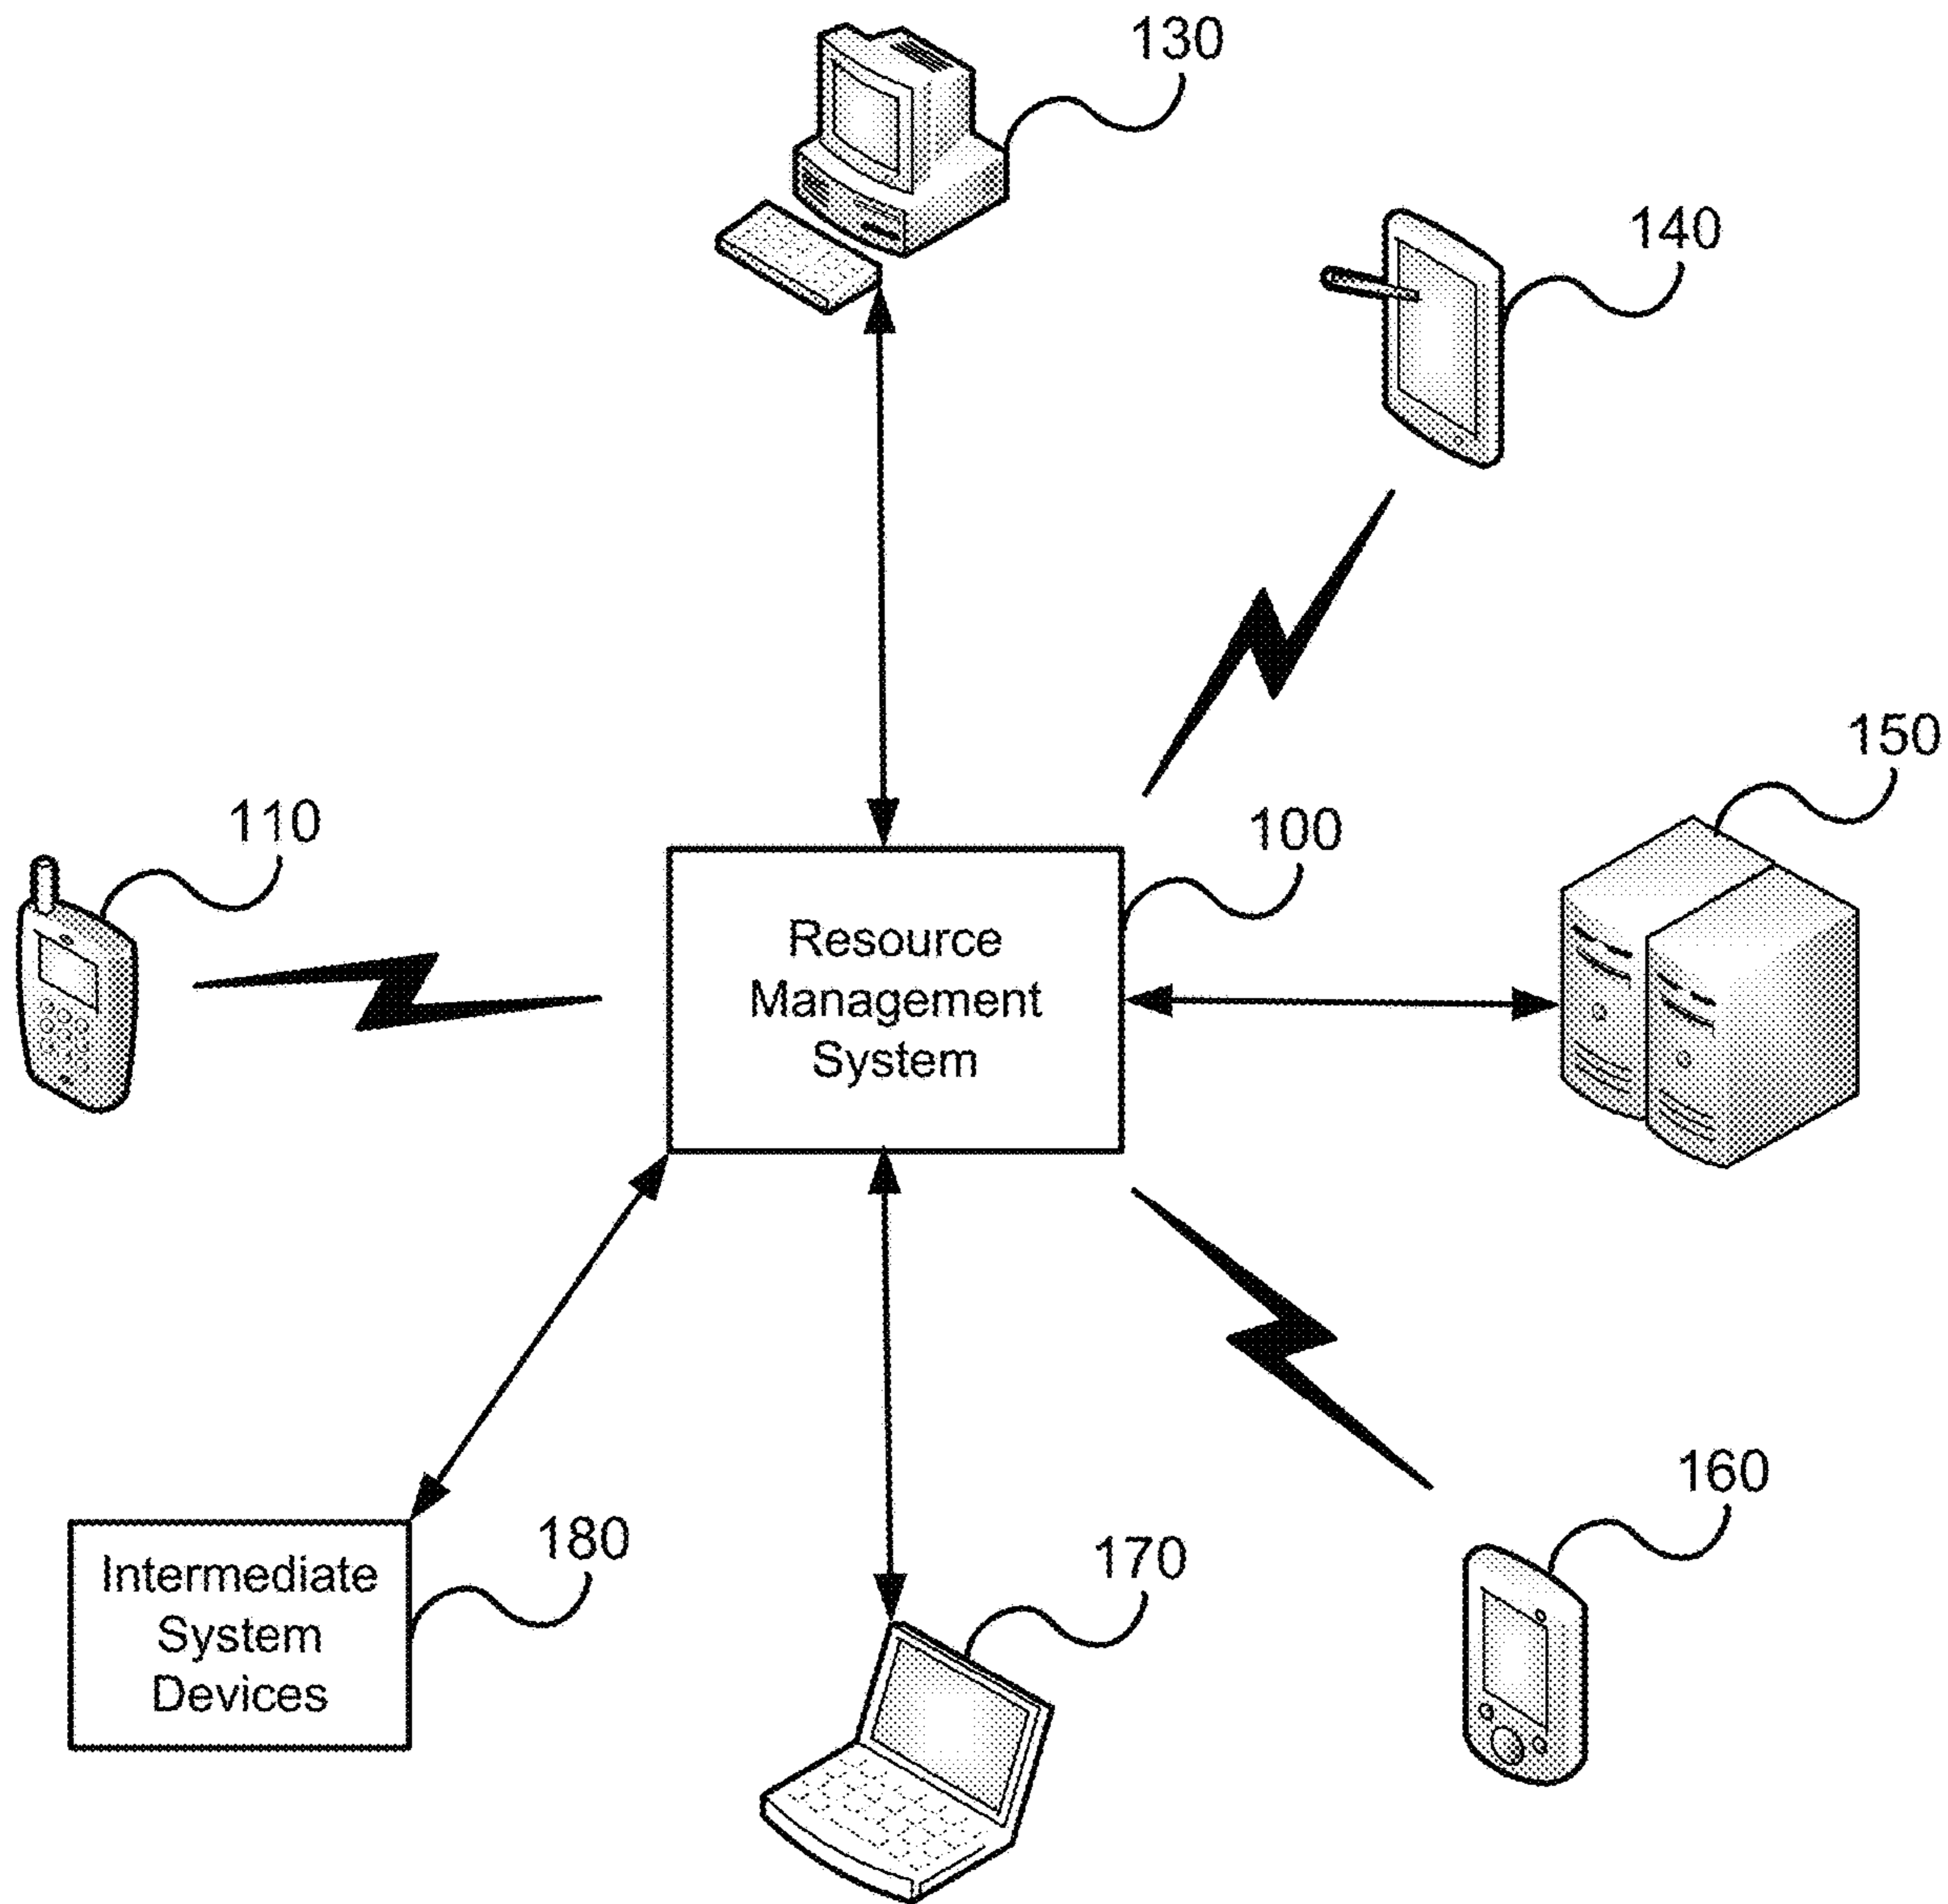 130
140
150
110
100
Resource
Management
System
160
180
170
Intermediate
System
Devices